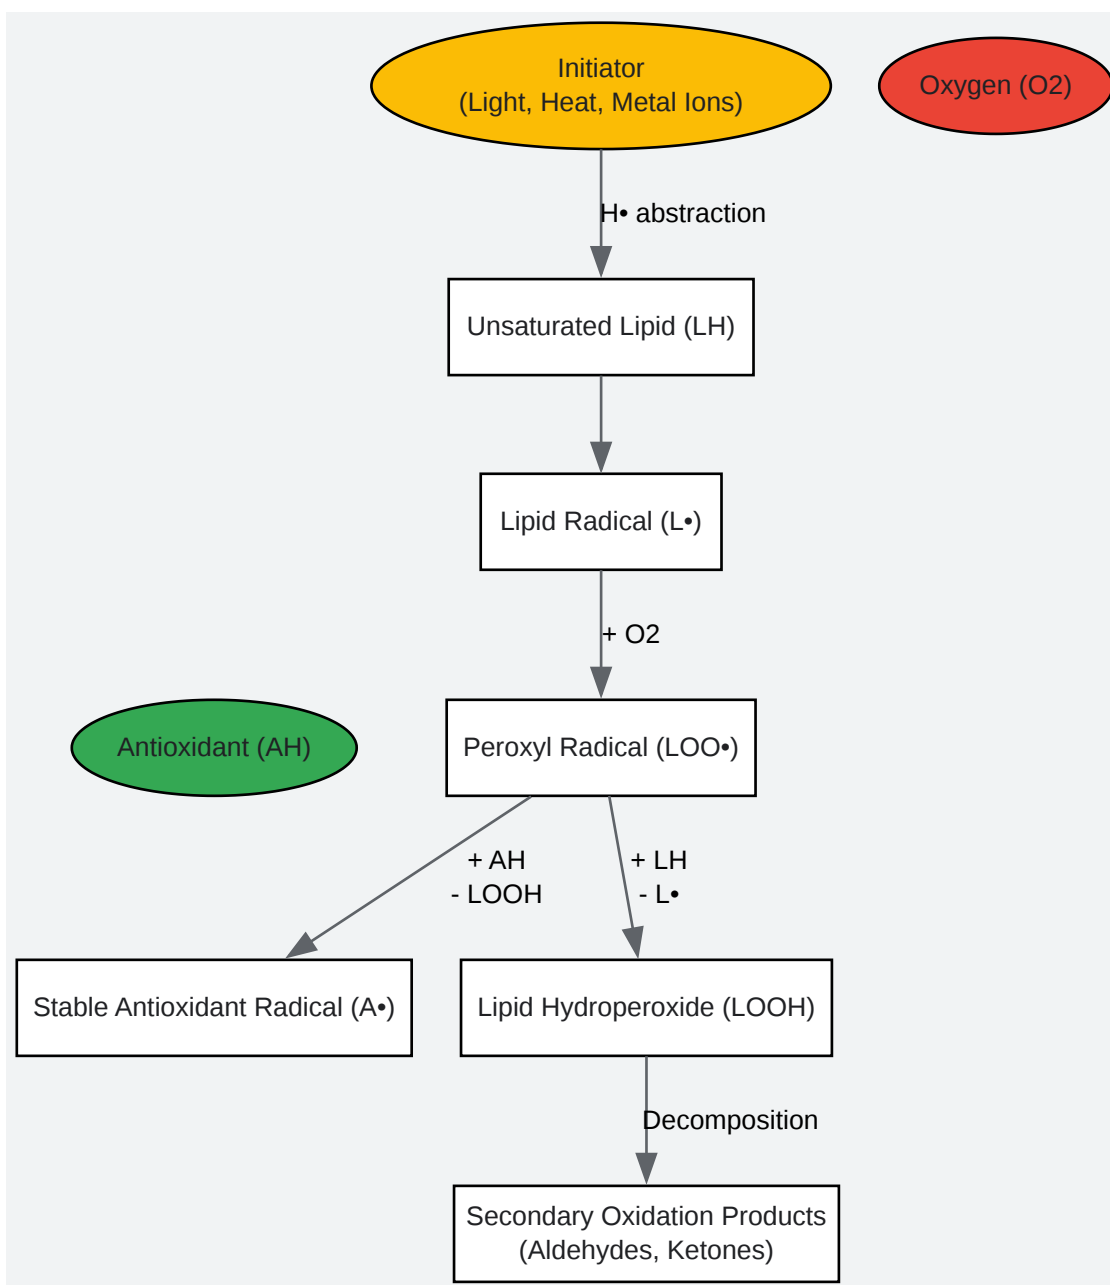 Initiator
(Light, Heat, Metal Ions)
Oxygen (O2)
H• abstraction
Unsaturated Lipid (LH)
Lipid Radical (L•)
+ O2
Antioxidant (AH)
Peroxyl Radical (LOO•)
+ AH
- LOOH
+ LH
- L•
Stable Antioxidant Radical (A•)
Lipid Hydroperoxide (LOOH)
Decomposition
Secondary Oxidation Products
(Aldehydes, Ketones)